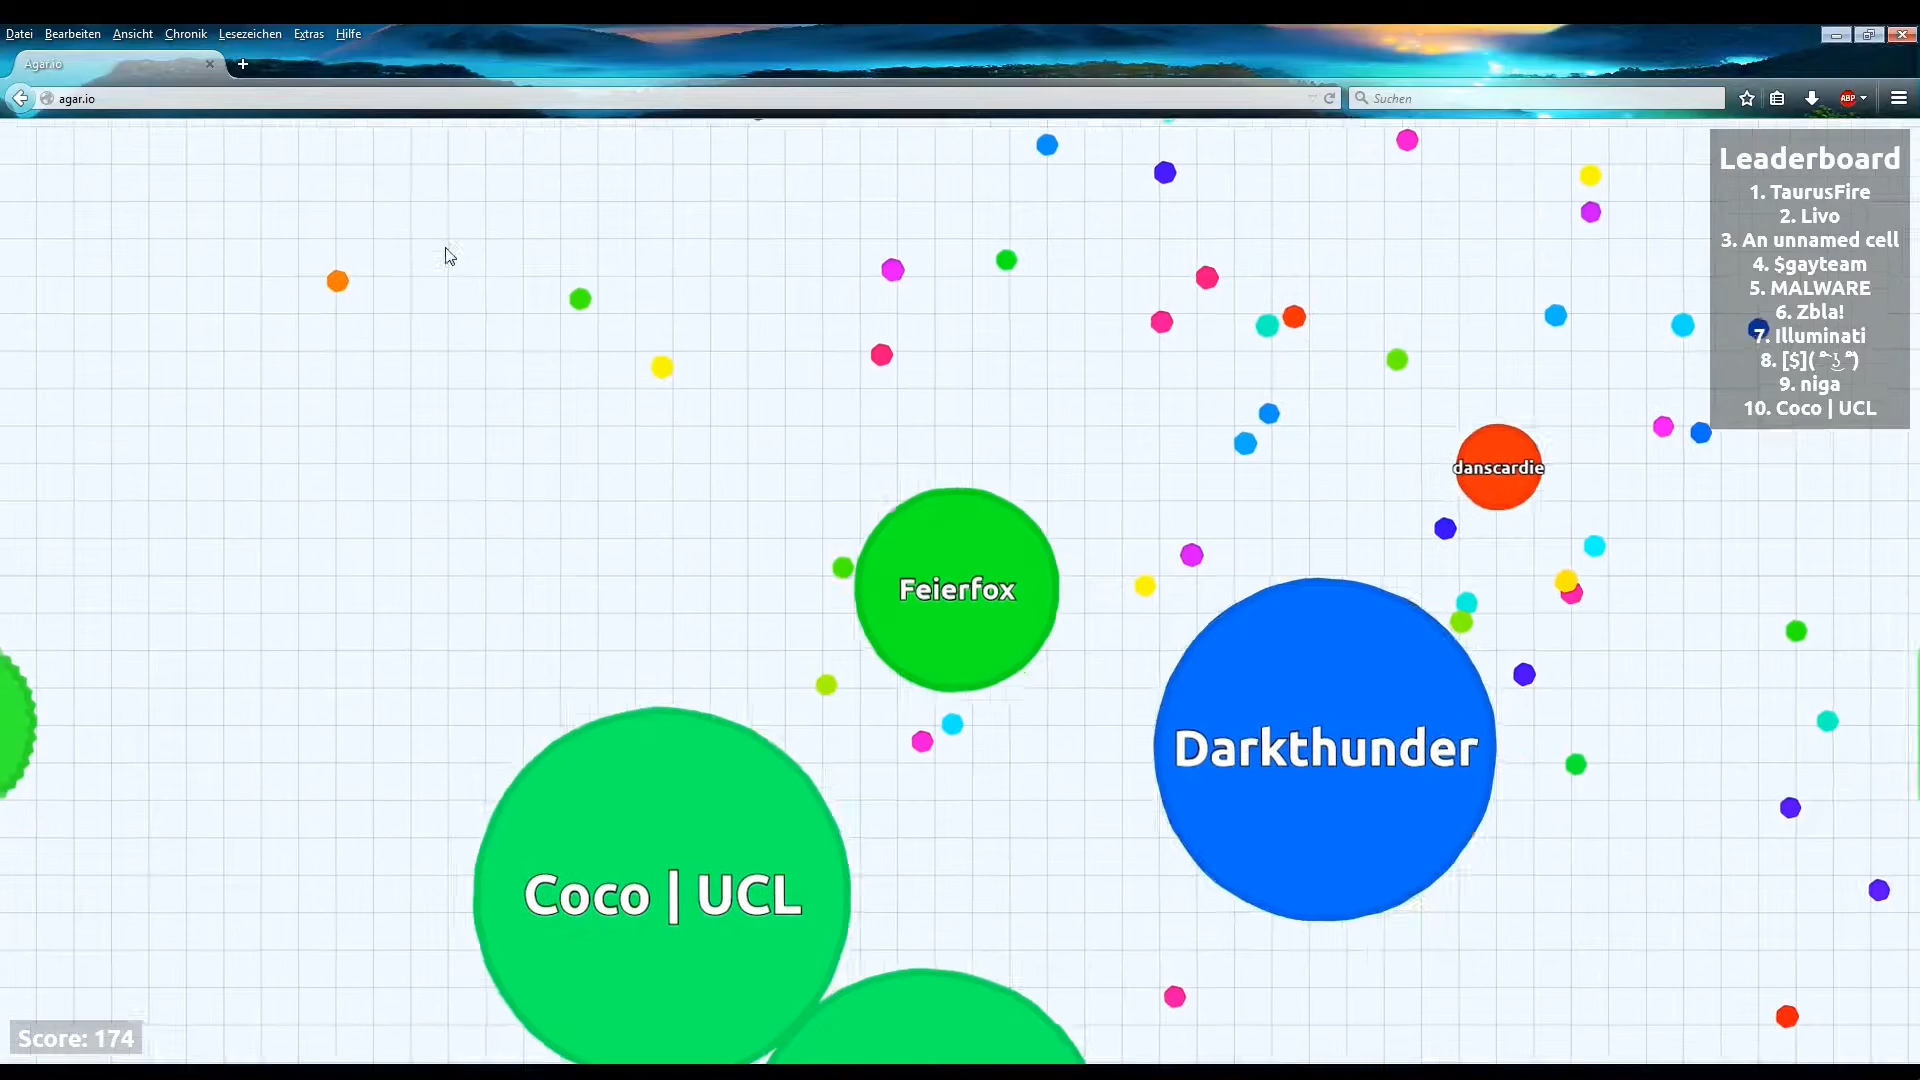 Datei Bearbeiten Ansicht Chronik Lesezeichen Extras Hilfe
Agar.io
agar.io
Suchen
ABP
Leaderboard
1. TaurusFire
2. Livo
3. An unnamed cell
4. $gayteam
5. MALWARE
6. Zbla!
7. Illuminati
8. [$]( ͡° ͜ʖ ͡°)
9. niga
10. Coco | UCL
danscardie
Feierfox
Darkthunder
Coco | UCL
Score: 174